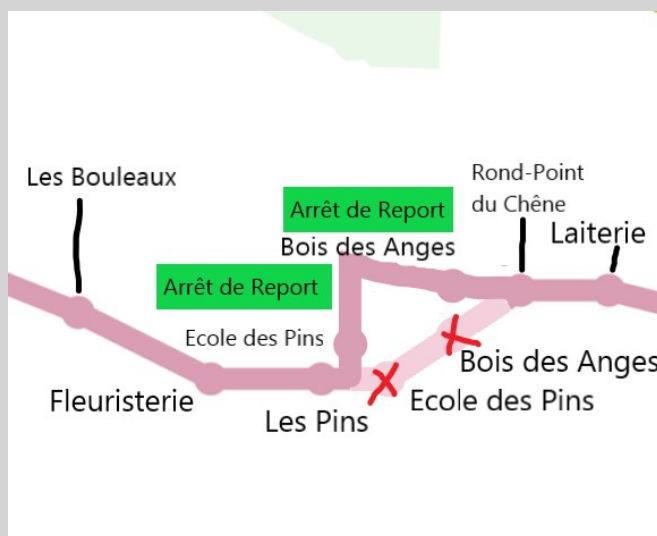 Les Bouleaux
Rond-Point
du Chêne
Arrêt de Report
Bois des Anges
Laiterie
Arrêt de Report
Ecole des Pins
Bois des Anges
Fleuristerie
Les Pins
Ecole des Pins